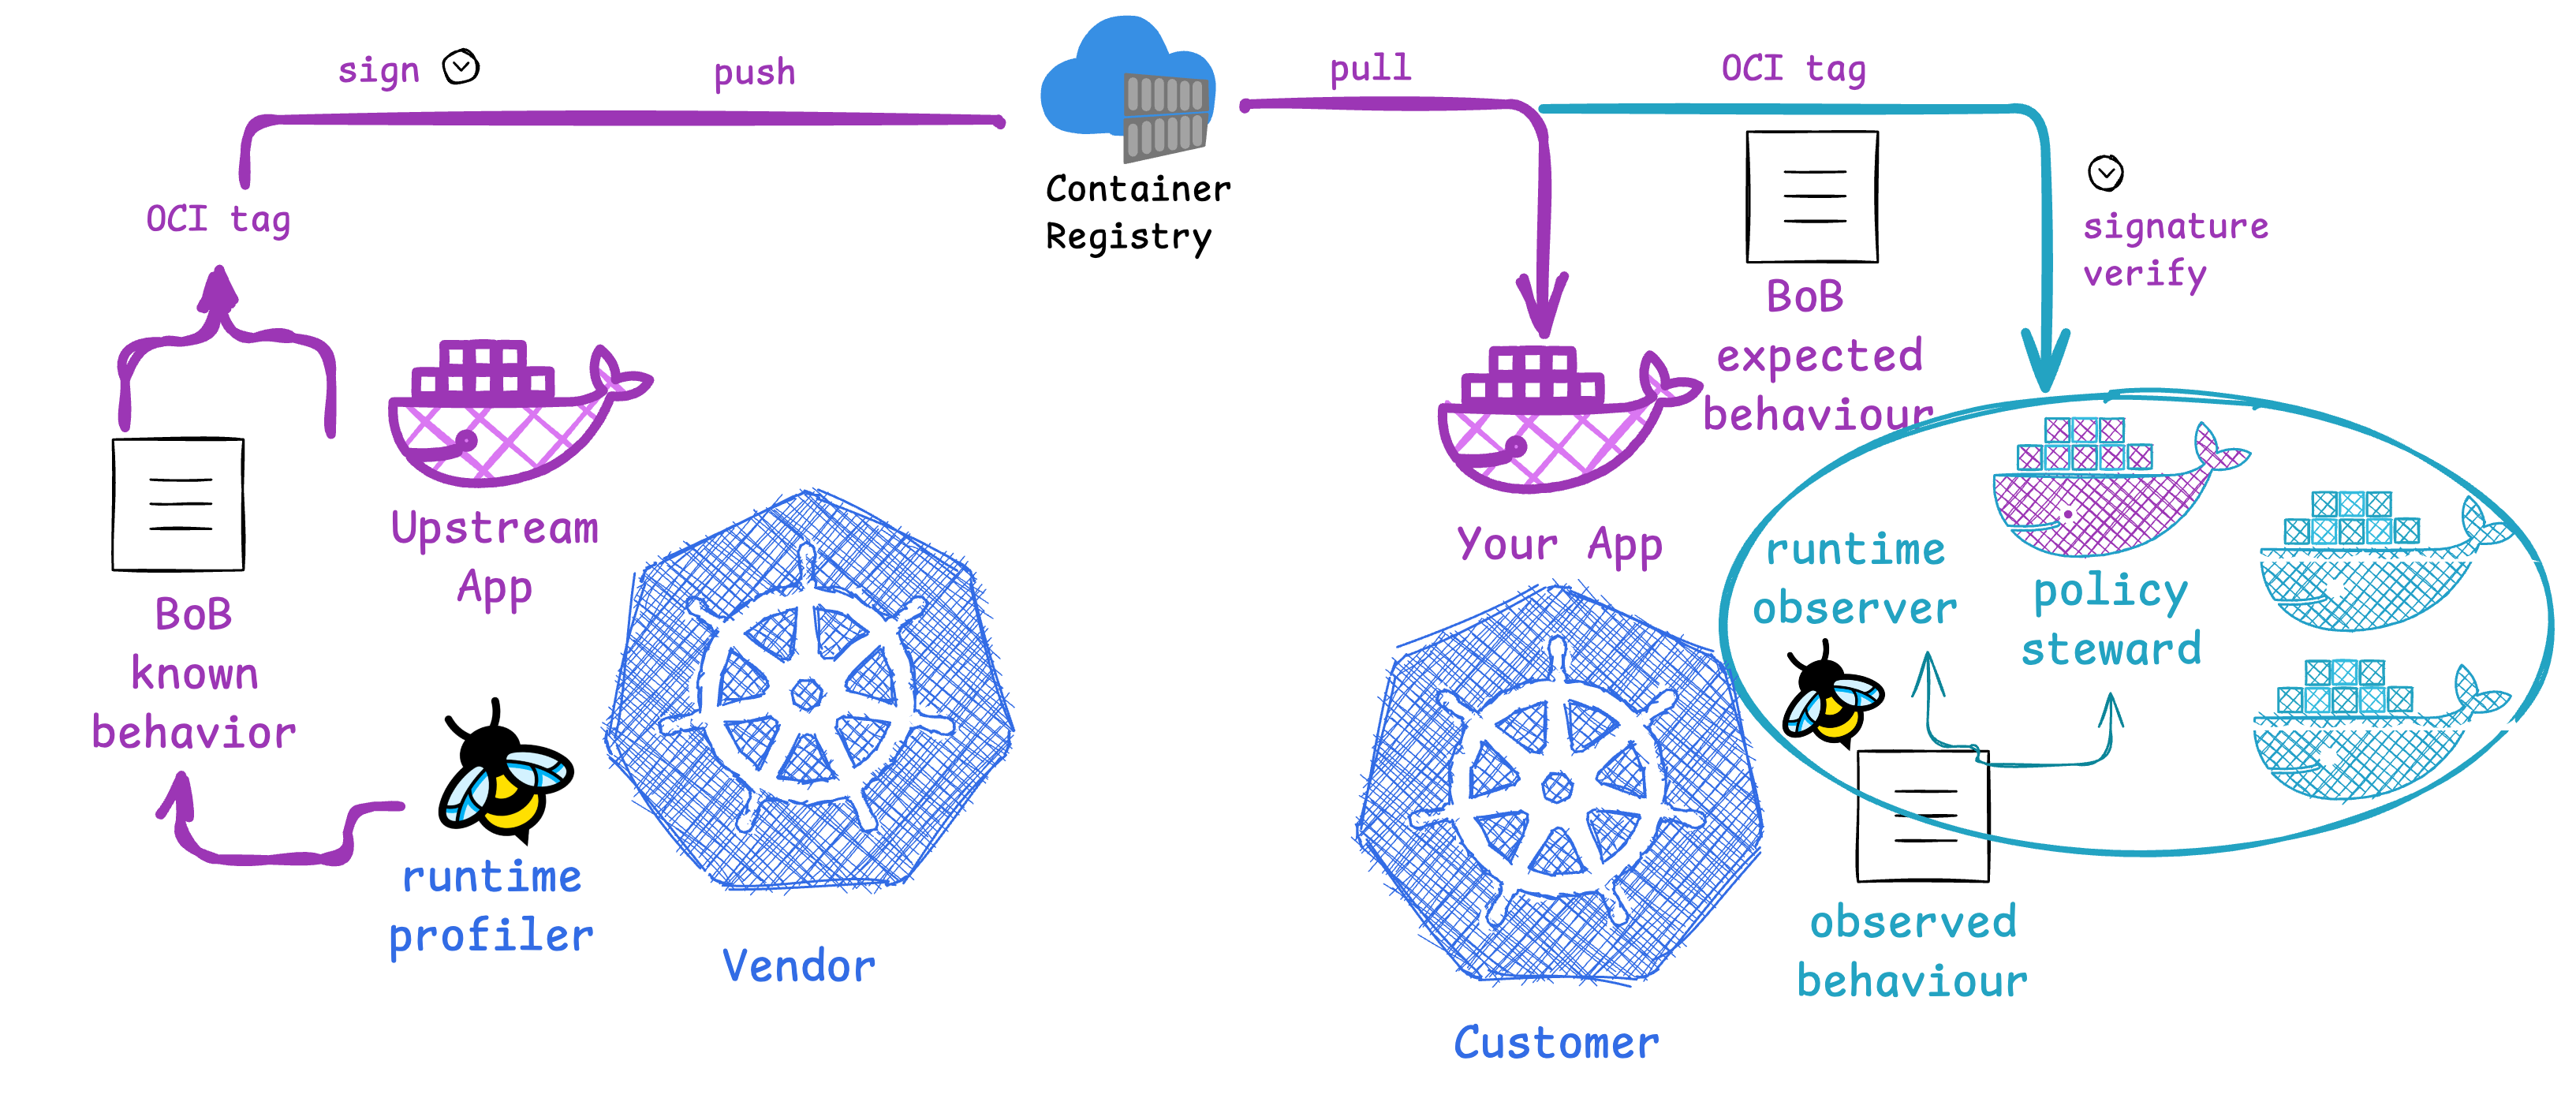 sign
push
OCI tag
Upstream
App
BoB
known
behavior
runtime
profiler
Vendor
Container
Registry
pull
OCI tag
BoB
expected
behaviour
signature
verify
Your App
runtime
observer
policy
steward
observed
behaviour
Customer